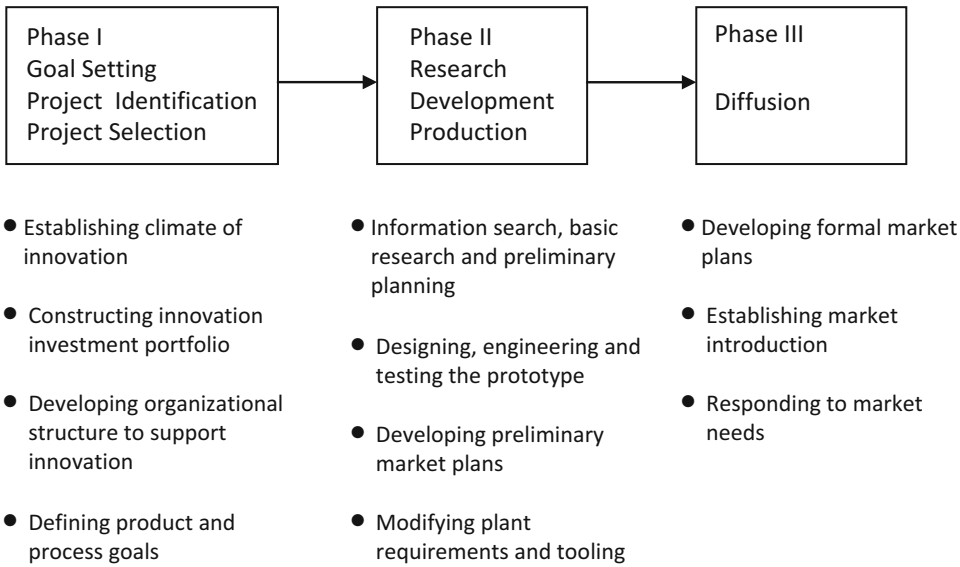 Phase I
Goal Setting
Project Identification
Project Selection
Phase II
Research
Development
Production
Phase III
Diffusion
● Establishing climate of
innovation
● Constructing innovation
investment portfolio
● Developing organizational
structure to support
innovation
● Defining product and
process goals
● Information search, basic
research and preliminary
planning
● Designing, engineering and
testing the prototype
● Developing preliminary
market plans
● Modifying plant
requirements and tooling
● Developing formal market
plans
● Establishing market
introduction
● Responding to market
needs